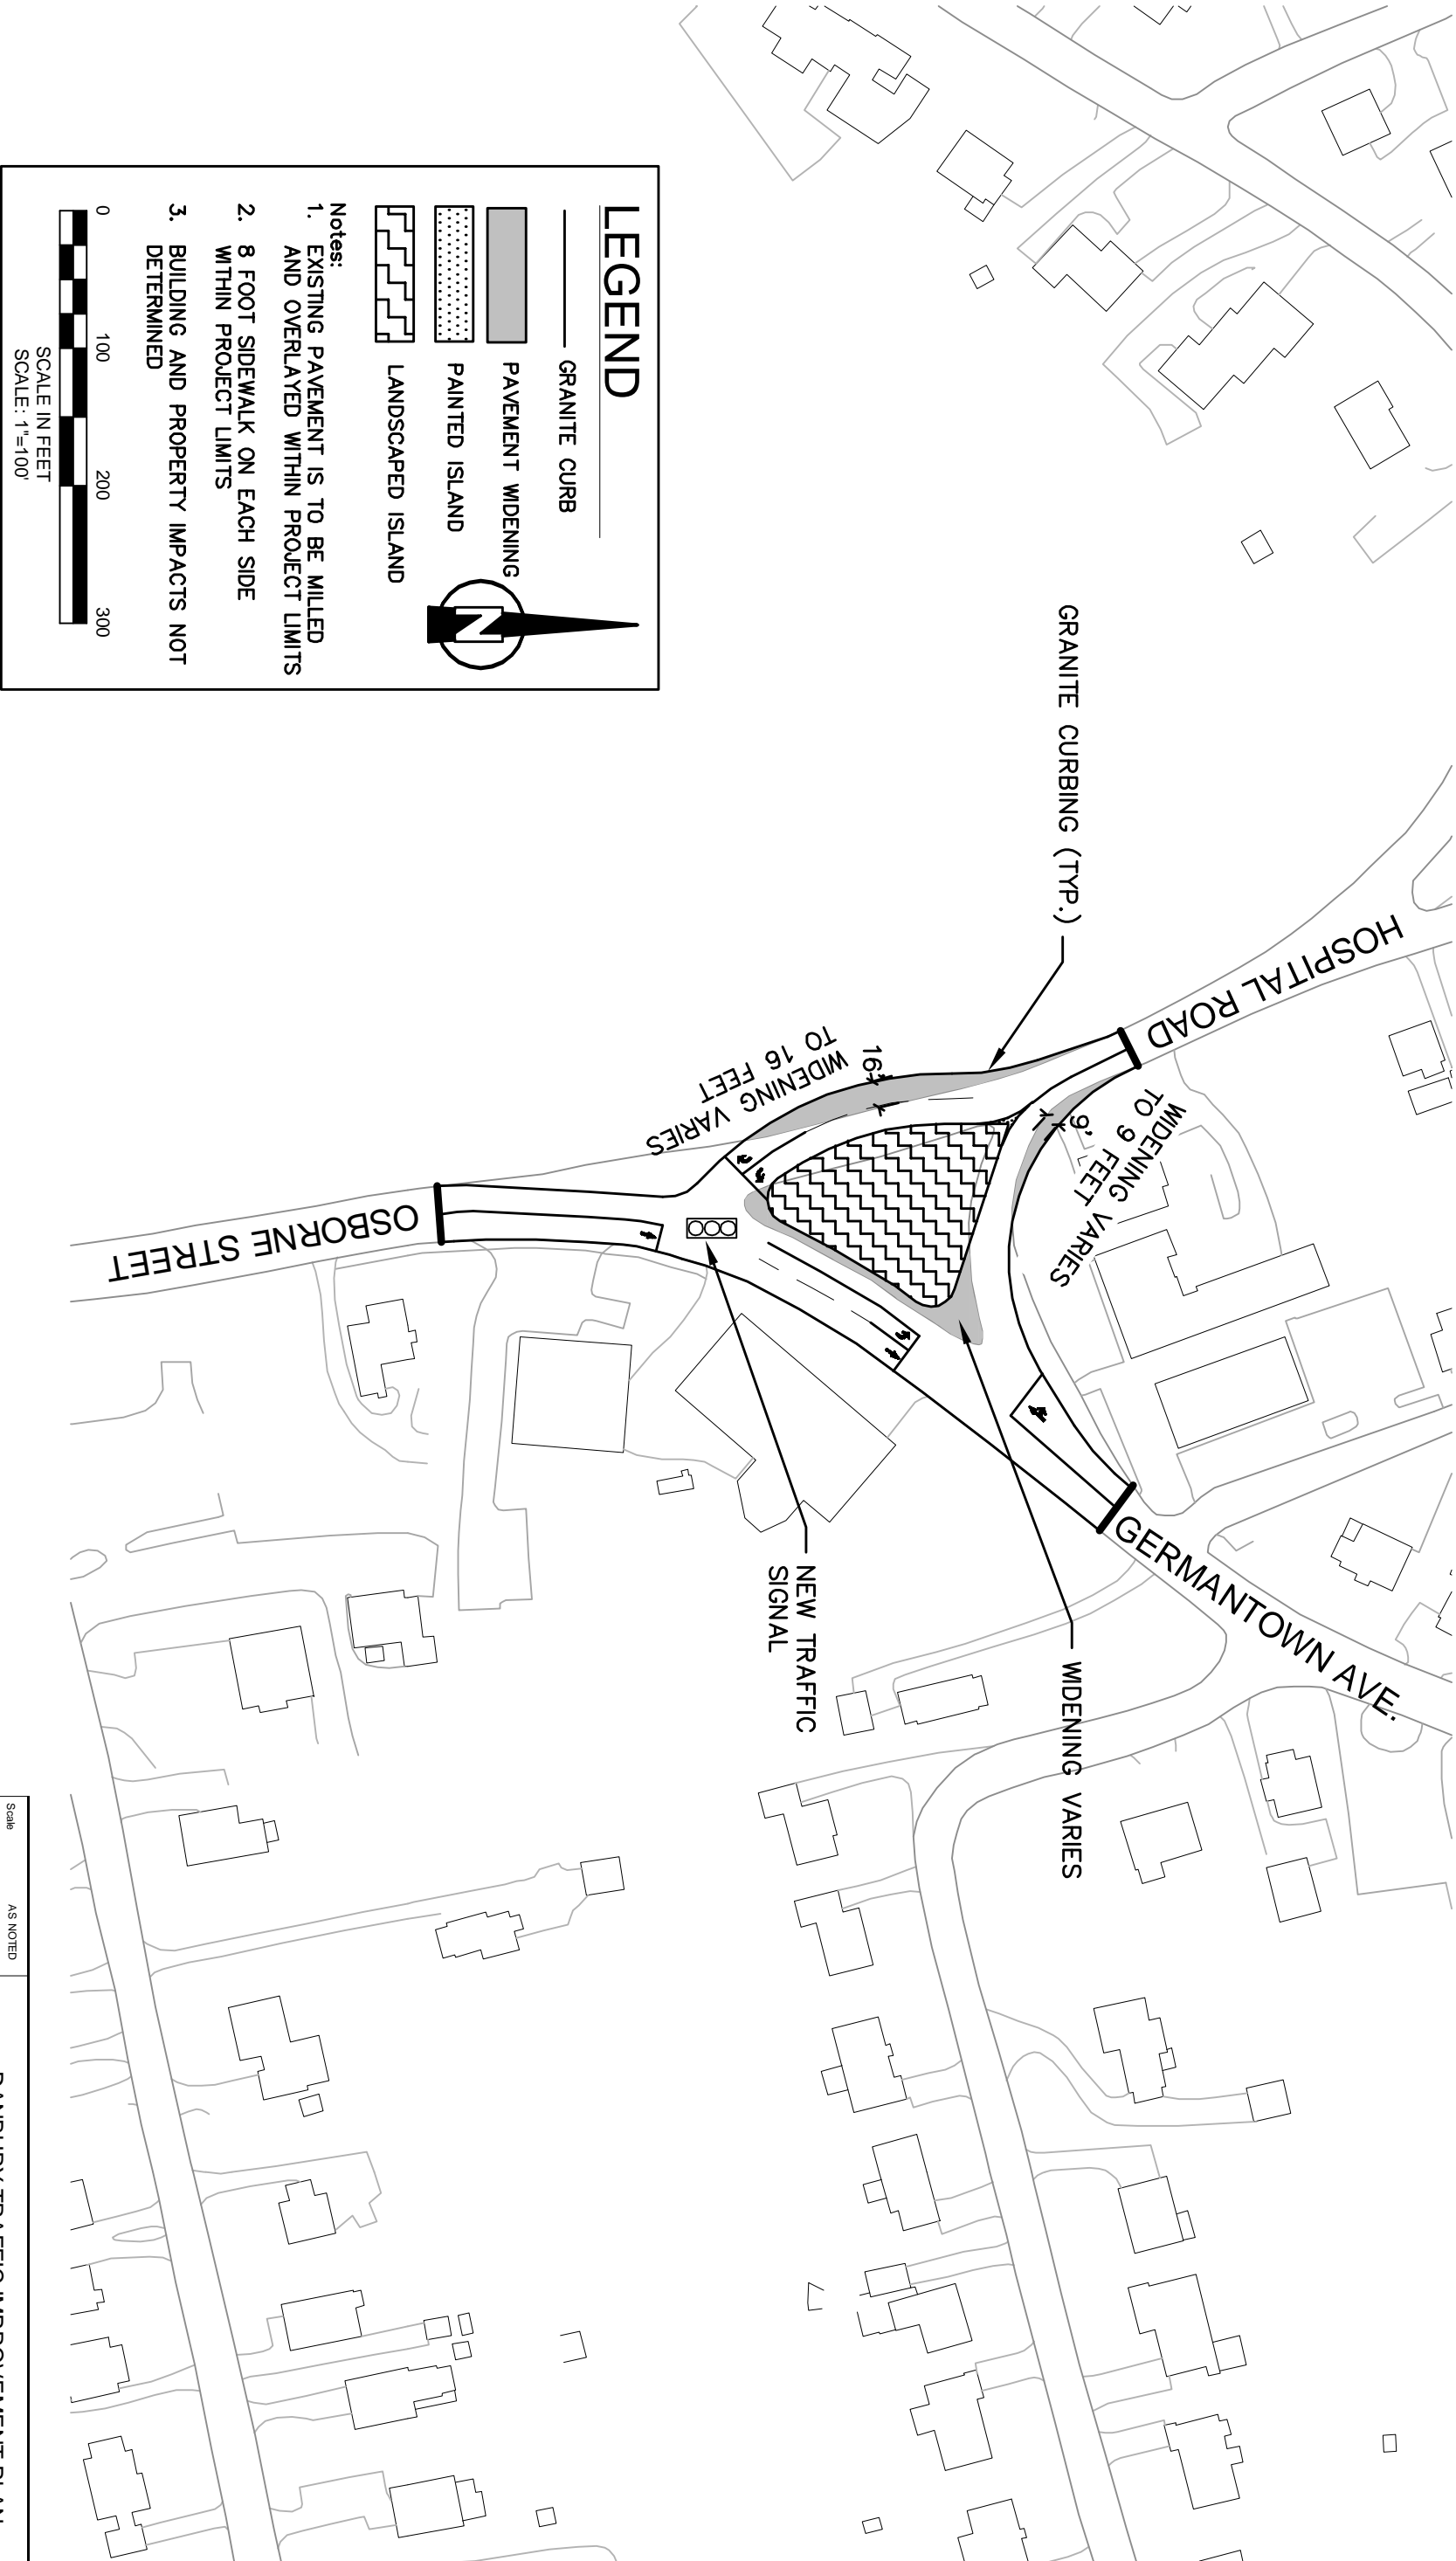 HOSPITAL ROAD
GERMANTOWN AVE.
OSBORNE STREET
GRANITE CURBING (TYP.)
WIDENING VARIES
TO 16 FEET
16'
WIDENING VARIES
TO 9 FEET
9'
WIDENING VARIES
NEW TRAFFIC
SIGNAL
LEGEND
GRANITE CURB
PAVEMENT WIDENING
PAINTED ISLAND
LANDSCAPED ISLAND
N
Notes:
1. EXISTING PAVEMENT IS TO BE MILLED
AND OVERLAYED WITHIN PROJECT LIMITS
2. 8 FOOT SIDEWALK ON EACH SIDE
WITHIN PROJECT LIMITS
3. BUILDING AND PROPERTY IMPACTS NOT
DETERMINED
0 100 200 300
SCALE IN FEET
SCALE: 1"=100'
Scale AS NOTED
DANBURY TRAFFIC IMPROVEMENT PLAN